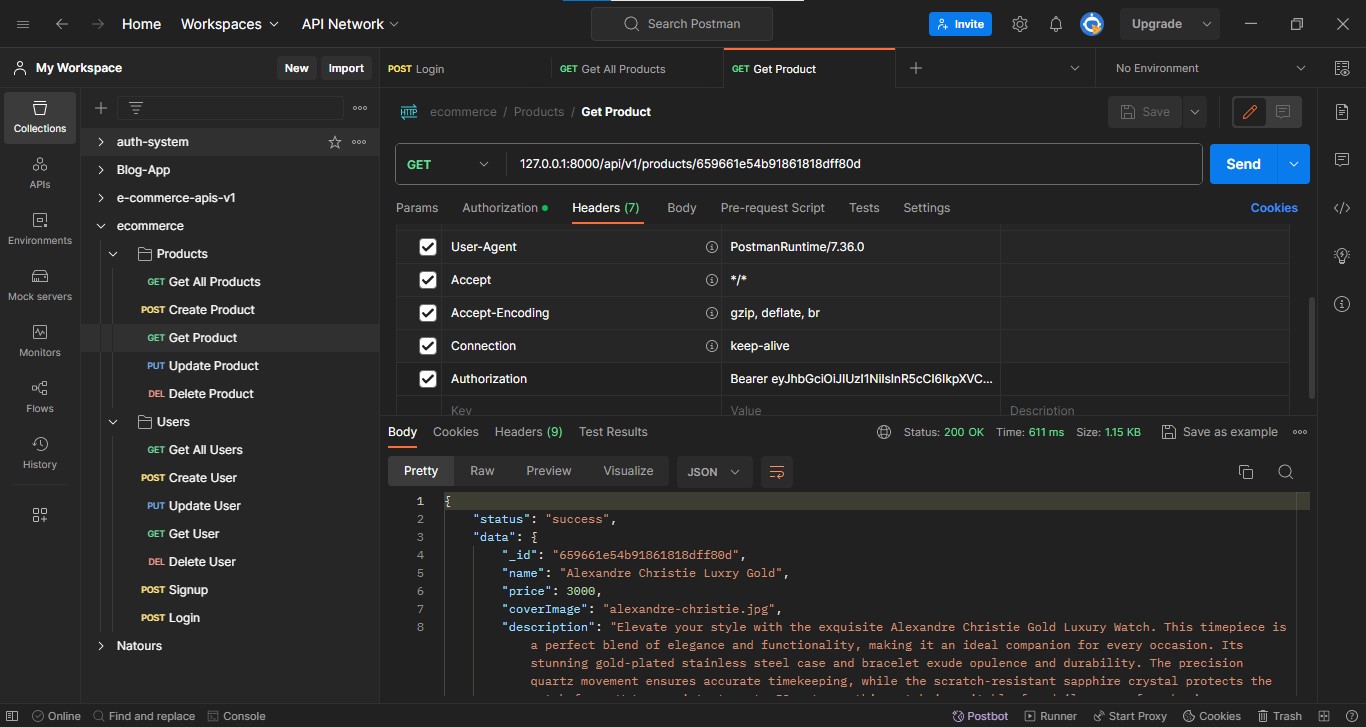 Home Workspaces API Network Search Postman Invite Upgrade
My Workspace New Import POST Login GET Get All Products GET Get Product No Environment
Collections
APIs
Environments
Mock servers
Monitors
Flows
History
auth-system
Blog-App
e-commerce-apis-v1
ecommerce
Products
GET Get All Products
POST Create Product
GET Get Product
PUT Update Product
DEL Delete Product
Users
GET Get All Users
POST Create User
PUT Update User
GET Get User
DEL Delete User
POST Signup
POST Login
Natours
HTTP ecommerce / Products / Get Product Save
GET 127.0.0.1:8000/api/v1/products/659661e54b91861818dff80d Send
Params Authorization Headers (7) Body Pre-request Script Tests Settings Cookies
User-Agent PostmanRuntime/7.36.0
Accept */*
Accept-Encoding gzip, deflate, br
Connection keep-alive
Authorization Bearer eyJhbGciOiJIUzI1NiIsInR5cCI6IkpXVC...
Key Value Description
Body Cookies Headers (9) Test Results Status: 200 OK Time: 611 ms Size: 1.15 KB Save as example
Pretty Raw Preview Visualize JSON
1 {
2 "status": "success",
3 "data": {
4 "_id": "659661e54b91861818dff80d",
5 "name": "Alexandre Christie Luxry Gold",
6 "price": 3000,
7 "coverImage": "alexandre-christie.jpg",
8 "description": "Elevate your style with the exquisite Alexandre Christie Gold Luxury Watch. This timepiece is
a perfect blend of elegance and functionality, making it an ideal companion for every occasion. Its
stunning gold-plated stainless steel case and bracelet exude opulence and durability. The precision
quartz movement ensures accurate timekeeping, while the scratch-resistant sapphire crystal protects the
Online Find and replace Console Postbot Runner Start Proxy Cookies Trash